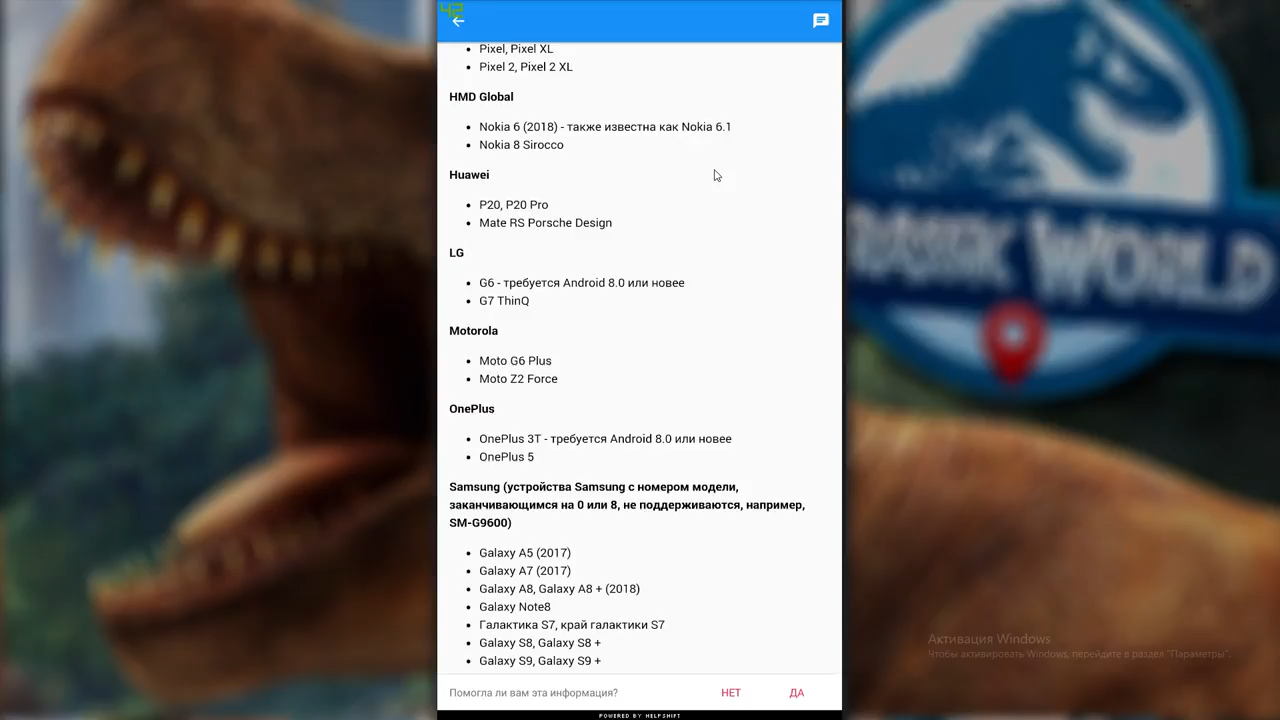 42
Pixel, Pixel XL
Pixel 2, Pixel 2 XL
HMD Global
Nokia 6 (2018) - также известна как Nokia 6.1
Nokia 8 Sirocco
Huawei
P20, P20 Pro
Mate RS Porsche Design
LG
G6 - требуется Android 8.0 или новее
G7 ThinQ
Motorola
Moto G6 Plus
Moto Z2 Force
OnePlus
OnePlus 3T - требуется Android 8.0 или новее
OnePlus 5
Samsung (устройства Samsung с номером модели,
заканчивающимся на 0 или 8, не поддерживаются, например,
SM-G9600)
Galaxy A5 (2017)
Galaxy A7 (2017)
Galaxy A8, Galaxy A8 + (2018)
Galaxy Note8
Галактика S7, край галактики S7
Galaxy S8, Galaxy S8 +
Galaxy S9, Galaxy S9 +
Помогла ли вам эта информация?
НЕТ
ДА
POWERED BY HELPSHIFT
JURASSIC WORLD
Активация Windows
Чтобы активировать Windows, перейдите в раздел "Параметры".